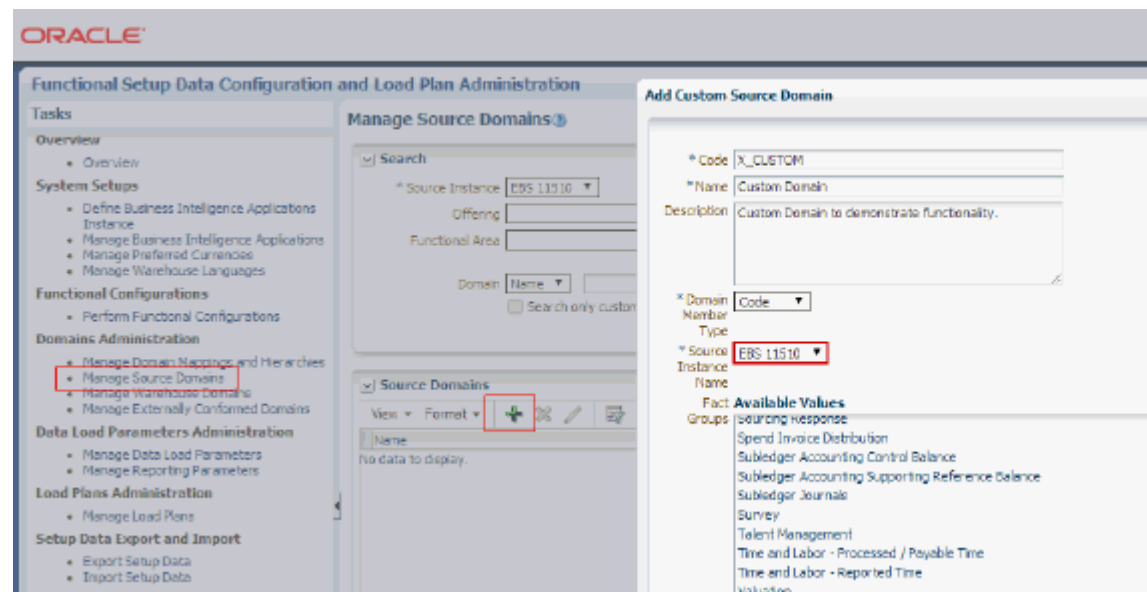 ORACLE
Functional Setup Data Configuration and Load Plan Administration
Tasks
Overview
Overview
System Setups
Define Business Intelligence Applications
Instance
Manage Business Intelligence Applications
Manage Preferred Currencies
Manage Warehouse Languages
Functional Configurations
Perform Functional Configurations
Domains Administration
Manage Domain Mappings and Hierarchies
Manage Source Domains
Manage Warehouse Domains
Manage Externally Conformed Domains
Data Load Parameters Administration
Manage Data Load Parameters
Manage Reporting Parameters
Load Plans Administration
Manage Load Plans
Setup Data Export and Import
Export Setup Data
Import Setup Data
Manage Source Domains
Search
* Source Instance EBS 11510
Offering
Functional Area
Domain Name
Search only custom
Source Domains
View Format
Name
No data to display.
Add Custom Source Domain
* Code X_CUSTOM
* Name Custom Domain
Description Custom Domain to demonstrate functionality.
* Domain Code
Member
Type
* Source EBS 11510
Instance
Name
Fact Available Values
Groups Sourcing Response
Spend Invoice Distribution
Subledger Accounting Control Balance
Subledger Accounting Supporting Reference Balance
Subledger Journals
Survey
Talent Management
Time and Labor - Processed / Payable Time
Time and Labor - Reported Time
Valuation